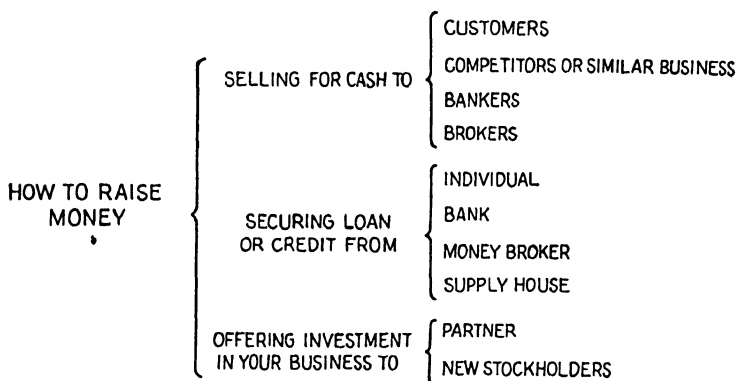 HOW TO RAISE
MONEY
SELLING FOR CASH TO
CUSTOMERS
COMPETITORS OR SIMILAR BUSINESS
BANKERS
BROKERS
SECURING LOAN
OR CREDIT FROM
INDIVIDUAL
BANK
MONEY BROKER
SUPPLY HOUSE
OFFERING INVESTMENT
IN YOUR BUSINESS TO
PARTNER
NEW STOCKHOLDERS